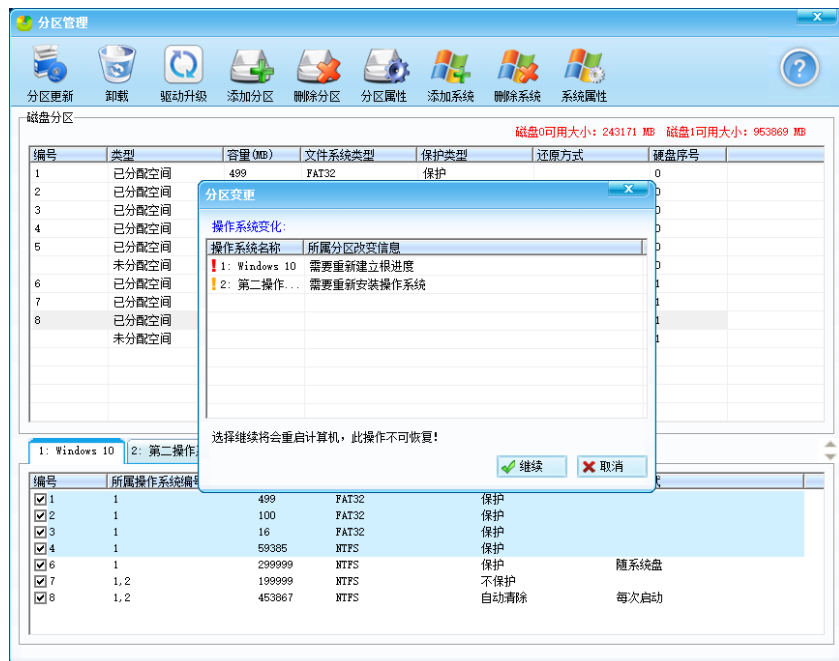 分区管理
分区更新 卸载 驱动升级 添加分区 删除分区 分区属性 添加系统 删除系统 系统属性
磁盘分区
磁盘0可用大小: 243171 MB 磁盘1可用大小: 953869 MB
编号 类型 容量(MB) 文件系统类型 保护类型 还原方式 硬盘序号
1 已分配空间 499 FAT32 保护 0
2 已分配空间
3 已分配空间
4 已分配空间
5 已分配空间
未分配空间
6 已分配空间
7 已分配空间
8 已分配空间
未分配空间
分区变更
操作系统变化:
操作系统名称 所属分区改变信息
1: Windows 10 需要重新建立根进度
2: 第二操作... 需要重新安装操作系统
选择继续将会重启计算机，此操作不可恢复!
继续 取消
1: Windows 10 2: 第二操作
编号 所属操作系统编号
1 1 499 FAT32 保护
2 1 100 FAT32 保护
3 1 16 FAT32 保护
4 1 59385 NTFS 保护
6 1 299999 NTFS 保护 随系统盘
7 1,2 199999 NTFS 不保护
8 1,2 453867 NTFS 自动清除 每次启动